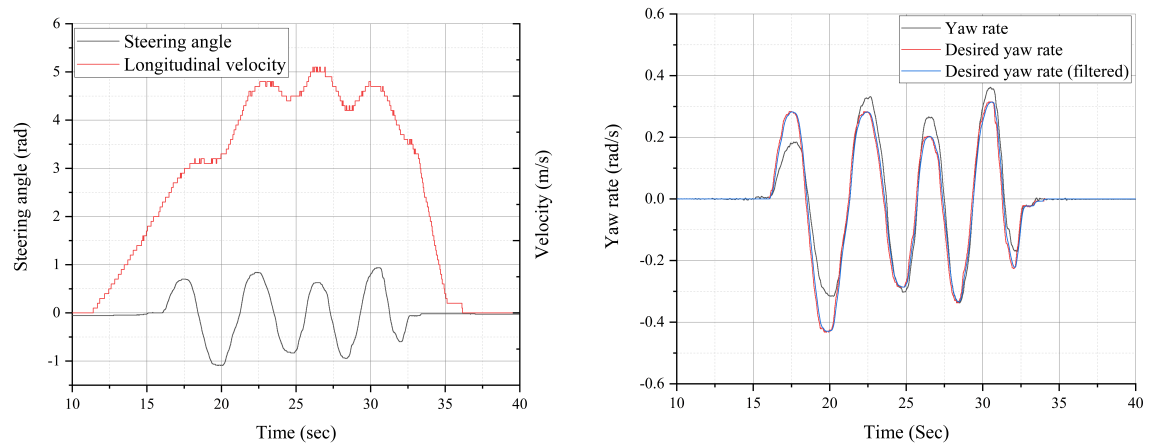 6
5
4
3
2
1
0
-1
Steering angle (rad)
Steering angle
Longitudinal velocity
Velocity (m/s)
10 15 20 25 30 35 40
Time (sec)
0.6
0.4
0.2
0.0
-0.2
-0.4
-0.6
Yaw rate (rad/s)
Yaw rate
Desired yaw rate
Desired yaw rate (filtered)
10 15 20 25 30 35 40
Time (Sec)